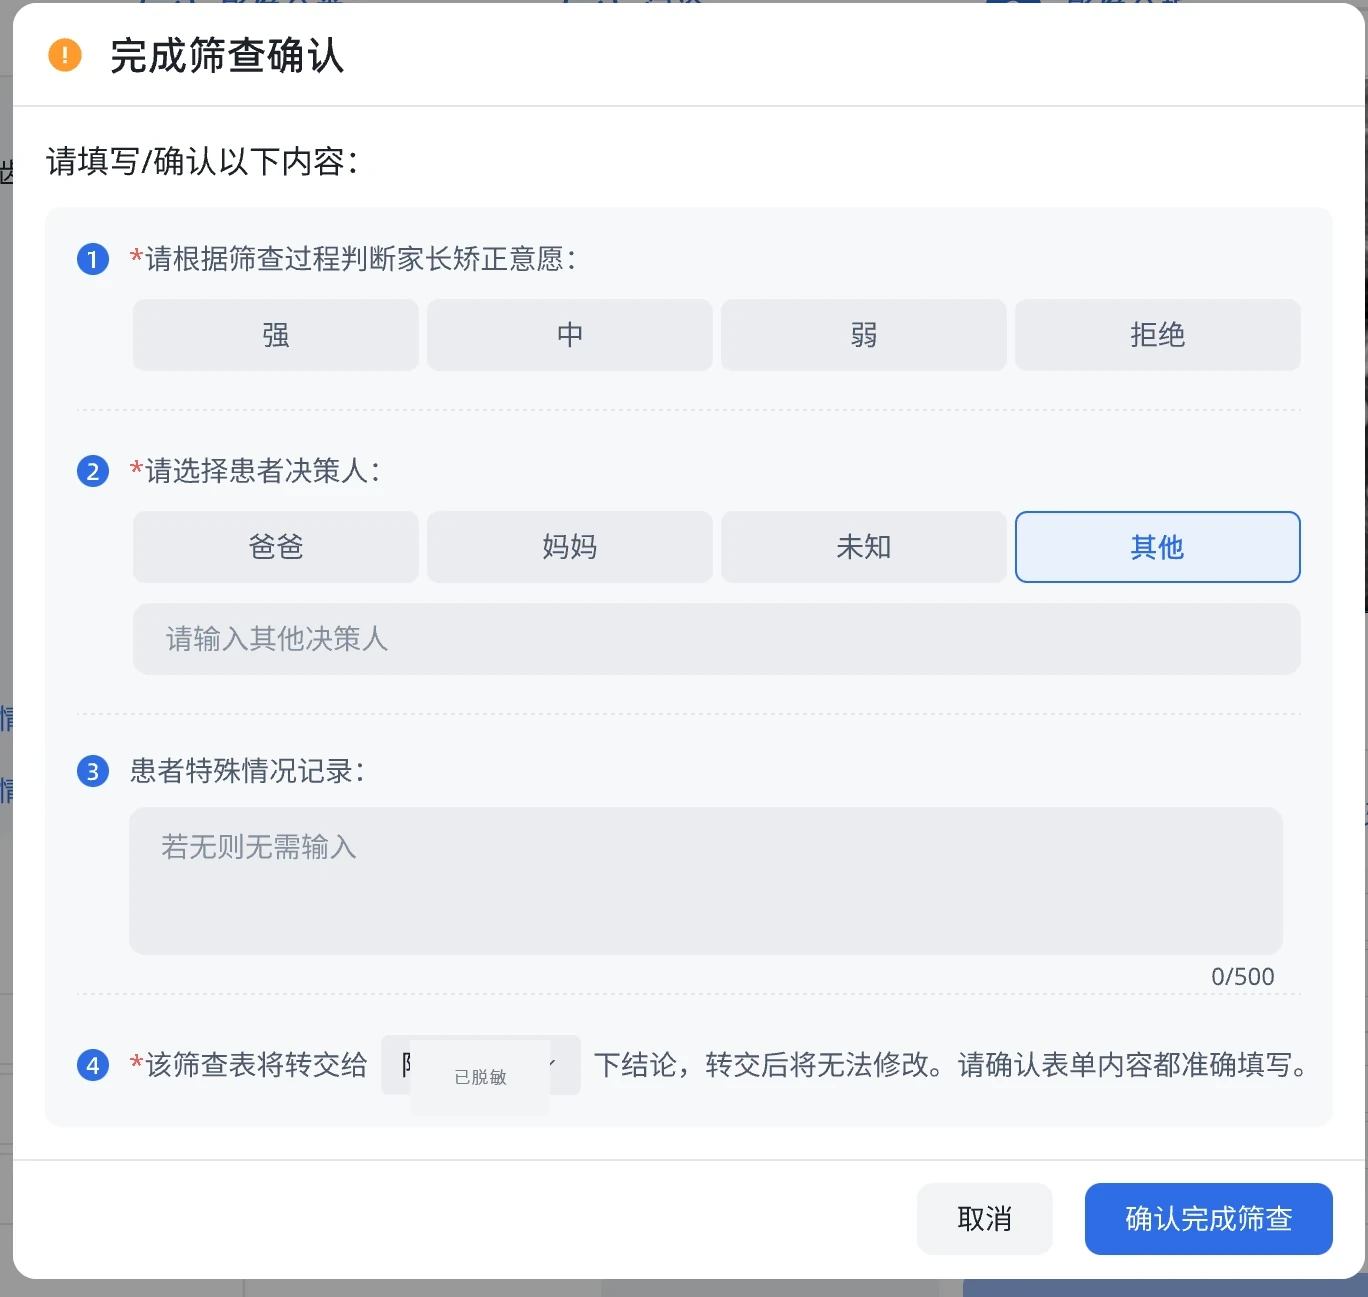 完成筛查确认
请填写/确认以下内容：
1 *请根据筛查过程判断家长矫正意愿：
强 中 弱 拒绝
2 *请选择患者决策人：
爸爸 妈妈 未知 其他
请输入其他决策人
3 患者特殊情况记录：
若无则无需输入
0/500
4 *该筛查表将转交给 已脱敏 下结论，转交后将无法修改。请确认表单内容都准确填写。
取消 确认完成筛查